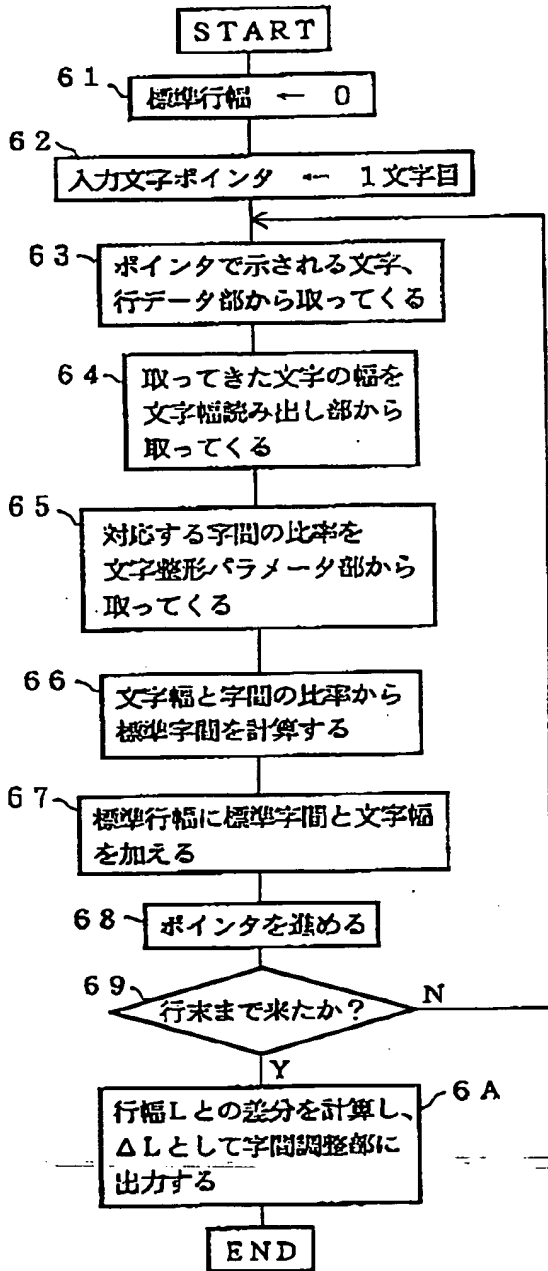 START
61
標準行幅 ← 0
62
入力文字ポインタ ← 1文字目
63
ポインタで示される文字、
行データ部から取ってくる
64
取ってきた文字の幅を
文字幅読み出し部から
取ってくる
65
対応する字間の比率を
文字整形パラメータ部から
取ってくる
66
文字幅と字間の比率から
標準字間を計算する
67
標準行幅に標準字間と文字幅
を加える
68
ポインタを進める
69
行末まで来たか？
N
Y
6A
行幅Lとの差分を計算し、
ΔLとして字間調整部に
出力する
END